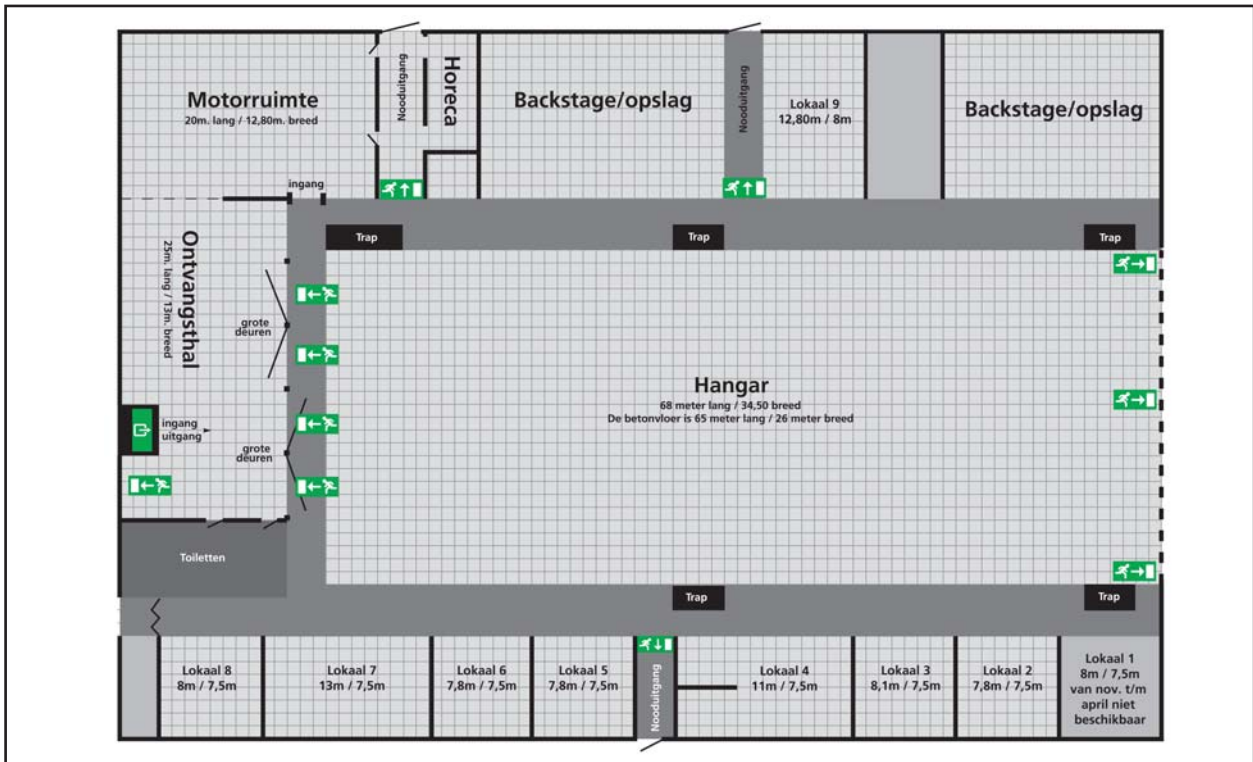 Motorruimte
20m. lang / 12,80m. breed
Nooduitgang
Horeca
Backstage/opslag
Nooduitgang
Lokaal 9
12,80m / 8m
Backstage/opslag
ingang
Trap
Trap
Trap
Ontvangsthal
25m. lang / 13m. breed
grote
deuren
Hangar
68 meter lang / 34,50 breed
De betonvloer is 65 meter lang / 26 meter breed
ingang
uitgang
grote
deuren
Toiletten
Trap
Trap
Lokaal 8
8m / 7,5m
Lokaal 7
13m / 7,5m
Lokaal 6
7,8m / 7,5m
Lokaal 5
7,8m / 7,5m
Nooduitgang
Lokaal 4
11m / 7,5m
Lokaal 3
8,1m / 7,5m
Lokaal 2
7,8m / 7,5m
Lokaal 1
8m / 7,5m
van nov. t/m
april niet
beschikbaar